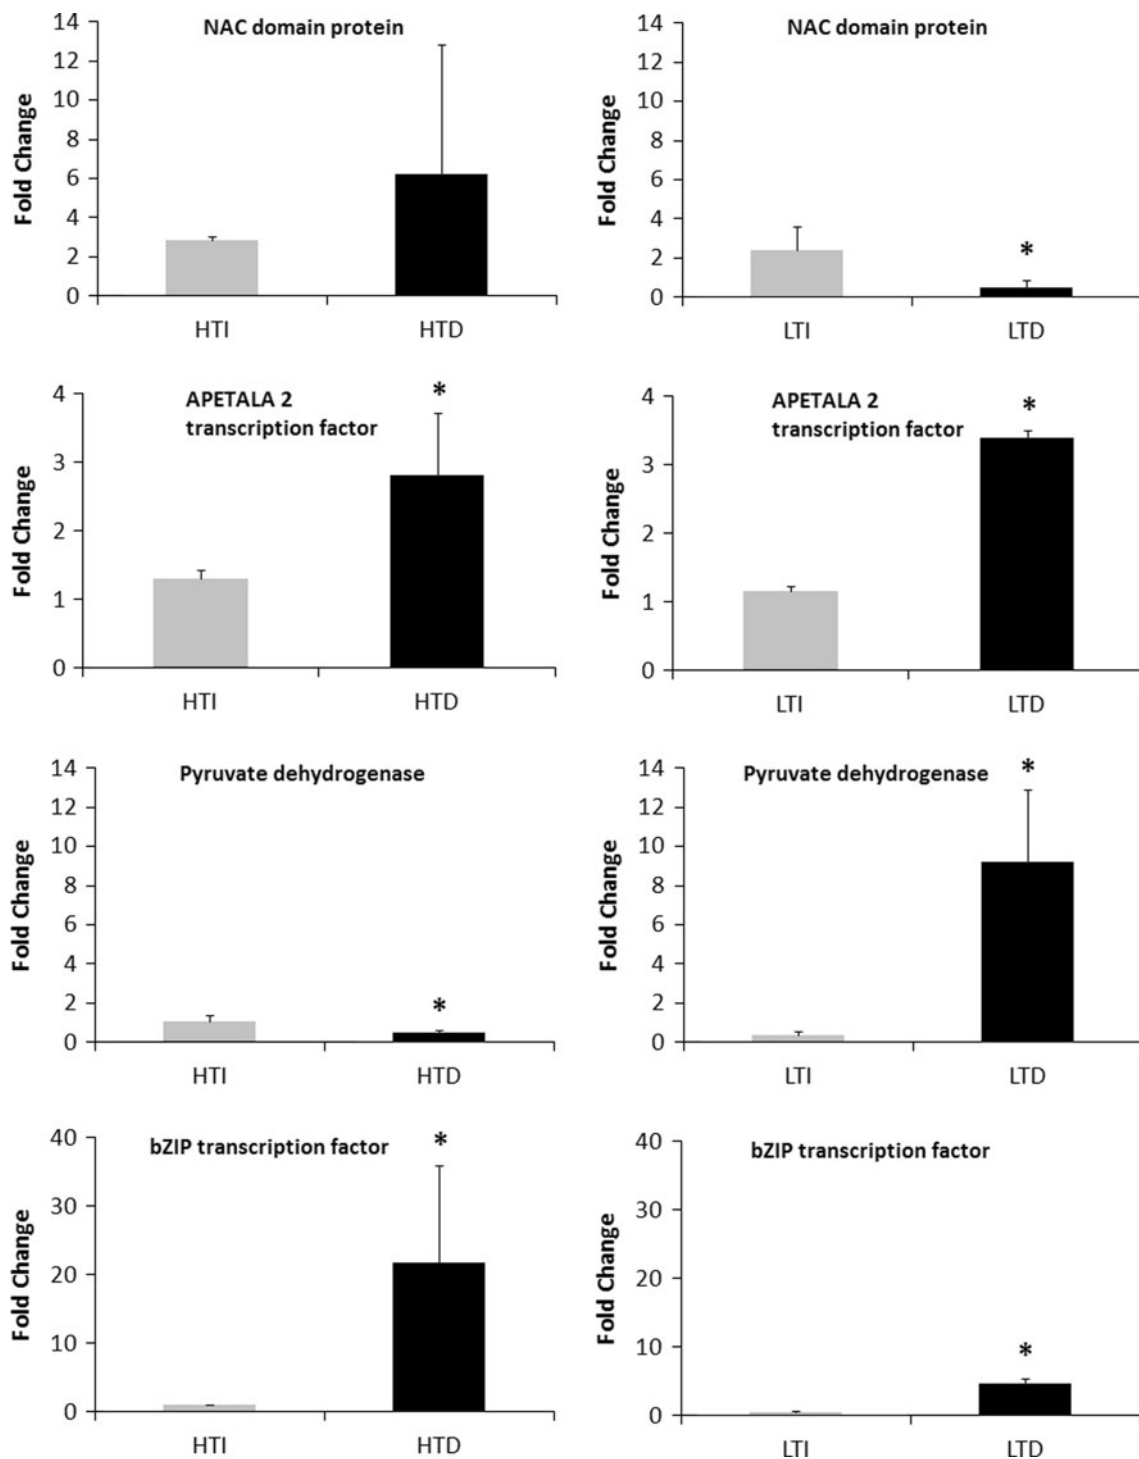 NAC domain protein
Fold Change
14
12
10
8
6
4
2
0
HTI
HTD
NAC domain protein
Fold Change
14
12
10
8
6
4
2
0
*
LTI
LTD
APETALA 2
transcription factor
Fold Change
4
3
2
1
0
*
HTI
HTD
APETALA 2
transcription factor
Fold Change
4
3
2
1
0
*
LTI
LTD
Pyruvate dehydrogenase
Fold Change
14
12
10
8
6
4
2
0
*
HTI
HTD
Pyruvate dehydrogenase
Fold Change
14
12
10
8
6
4
2
0
*
LTI
LTD
bZIP transcription factor
Fold Change
40
30
20
10
0
*
HTI
HTD
bZIP transcription factor
Fold Change
40
30
20
10
0
*
LTI
LTD